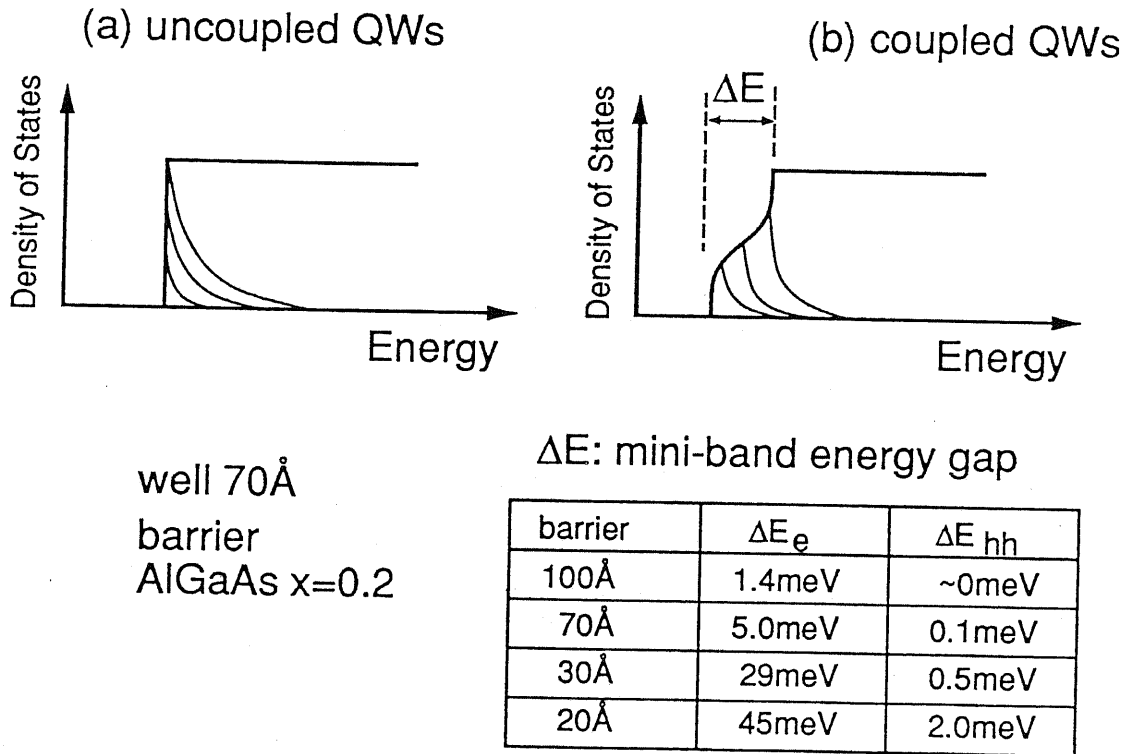 (a) uncoupled QWs
Density of States
Energy
(b) coupled QWs
ΔE
Density of States
Energy
well 70Å
barrier
AlGaAs x=0.2
ΔE: mini-band energy gap
barrier ΔEe ΔEhh
100Å 1.4meV ~0meV
70Å 5.0meV 0.1meV
30Å 29meV 0.5meV
20Å 45meV 2.0meV